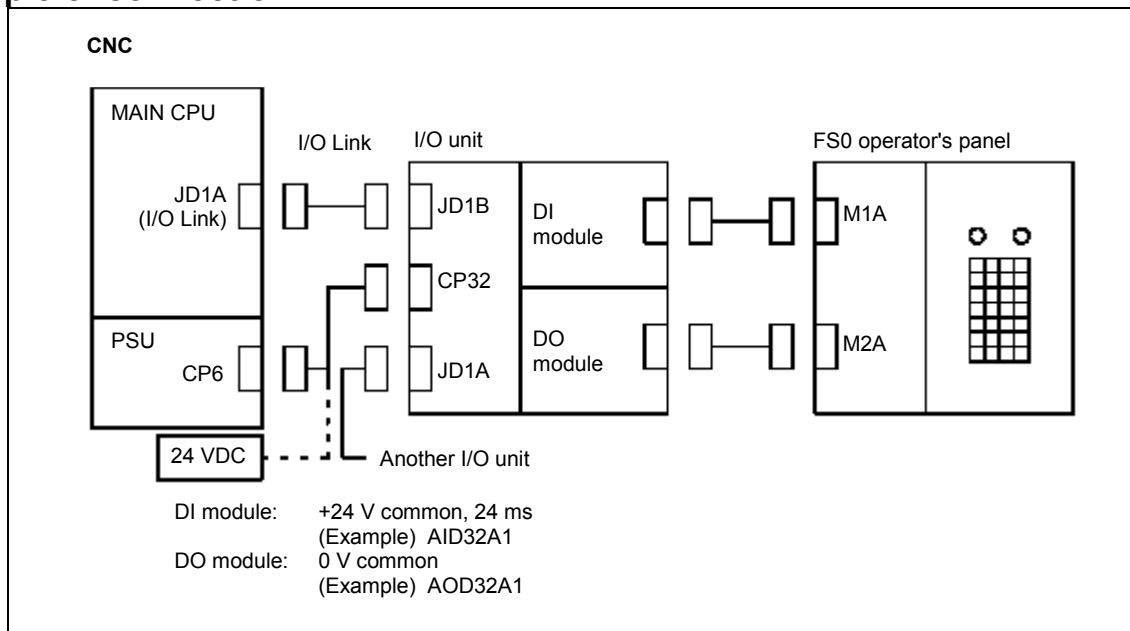 CNC
MAIN CPU
I/O Link
I/O unit
FS0 operator's panel
JD1A
(I/O Link)
JD1B
DI
module
M1A
CP32
PSU
CP6
JD1A
DO
module
M2A
24 VDC
Another I/O unit
DI module: +24 V common, 24 ms
(Example) AID32A1
DO module: 0 V common
(Example) AOD32A1